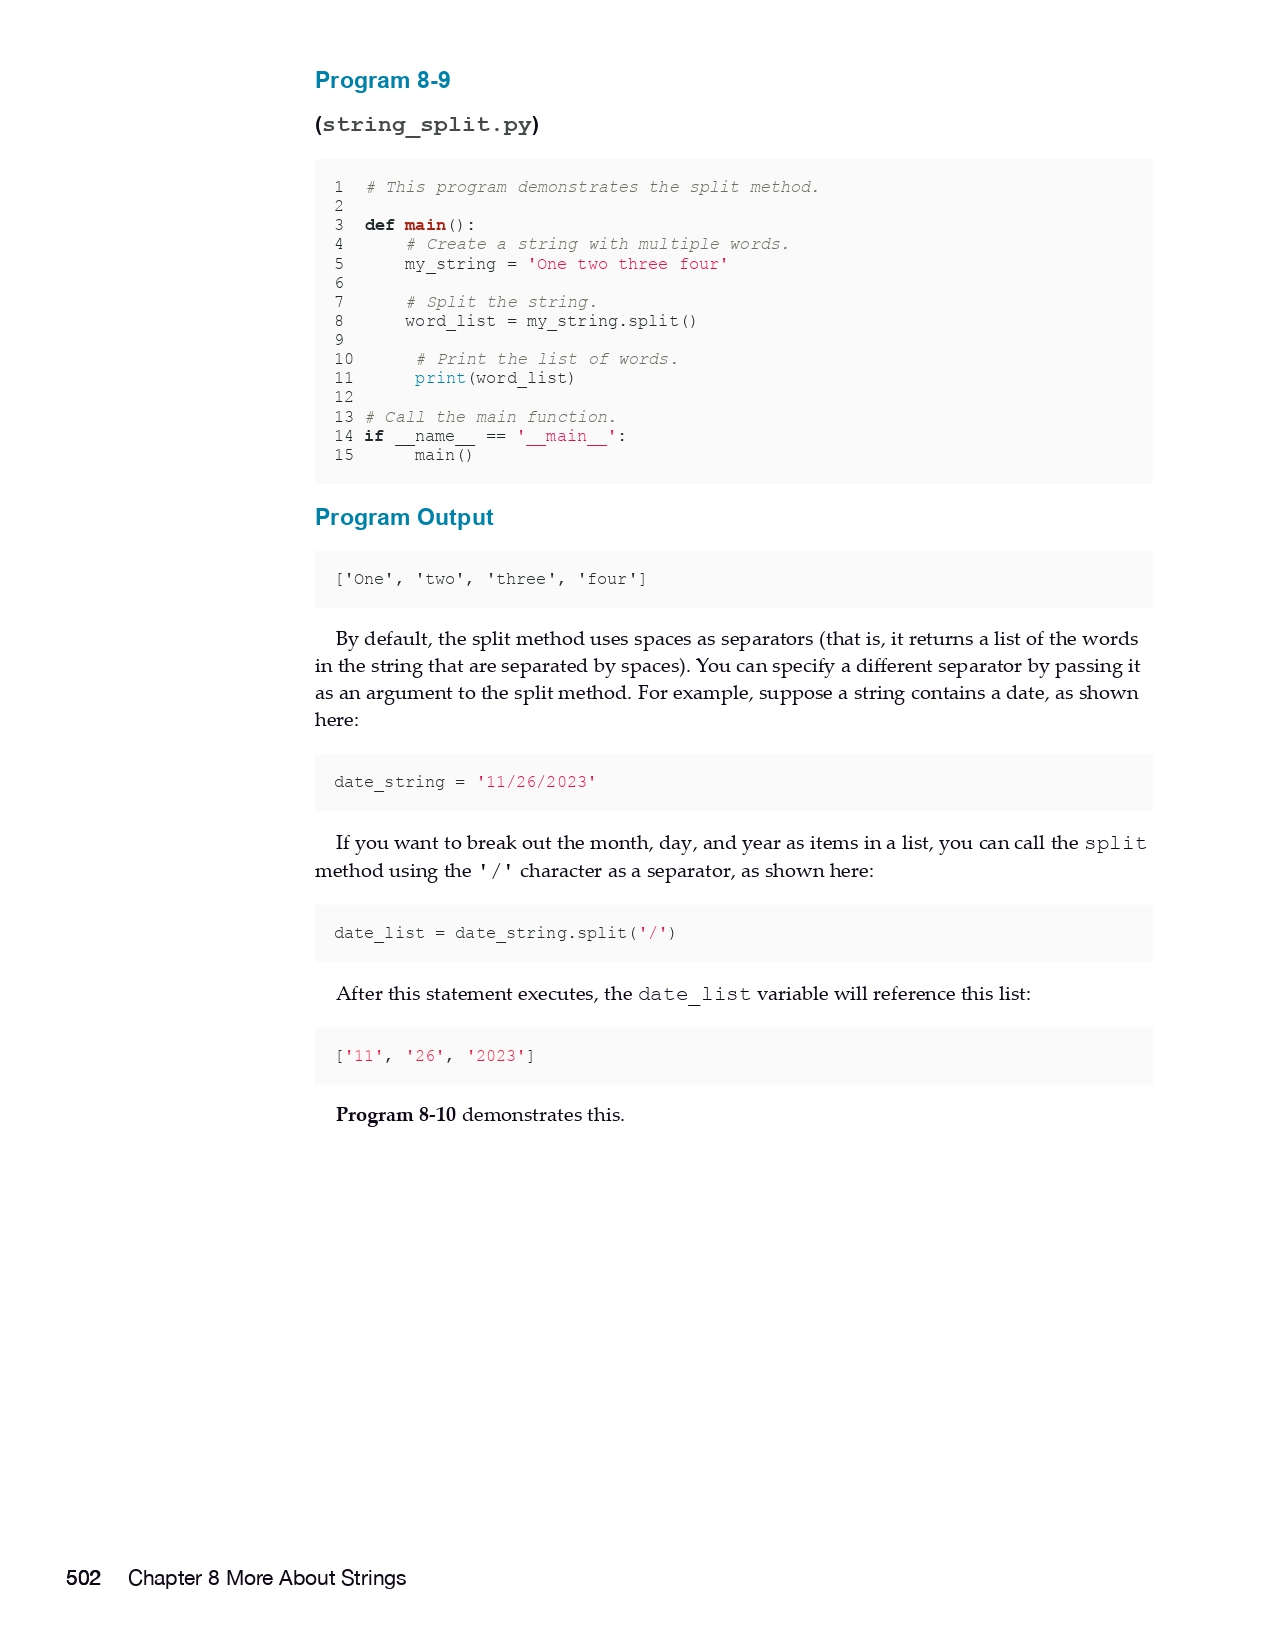 Program 8-9
(string_split.py)
1  # This program demonstrates the split method.
2
3  def main():
4      # Create a string with multiple words.
5      my_string = 'One two three four'
6
7      # Split the string.
8      word_list = my_string.split()
9
10      # Print the list of words.
11      print(word_list)
12
13 # Call the main function.
14 if __name__ == '__main__':
15      main()
Program Output
['One', 'two', 'three', 'four']
By default, the split method uses spaces as separators (that is, it returns a list of the words
in the string that are separated by spaces). You can specify a different separator by passing it
as an argument to the split method. For example, suppose a string contains a date, as shown
here:
date_string = '11/26/2023'
If you want to break out the month, day, and year as items in a list, you can call the split
method using the '/' character as a separator, as shown here:
date_list = date_string.split('/')
After this statement executes, the date_list variable will reference this list:
['11', '26', '2023']
Program 8-10 demonstrates this.
502 Chapter 8 More About Strings